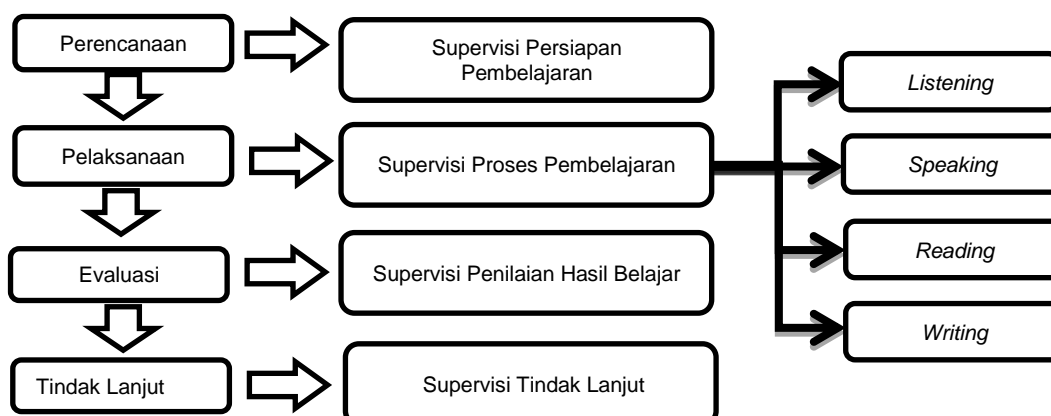 Perencanaan
Supervisi Persiapan
Pembelajaran
Listening
Pelaksanaan
Supervisi Proses Pembelajaran
Speaking
Evaluasi
Supervisi Penilaian Hasil Belajar
Reading
Writing
Tindak Lanjut
Supervisi Tindak Lanjut